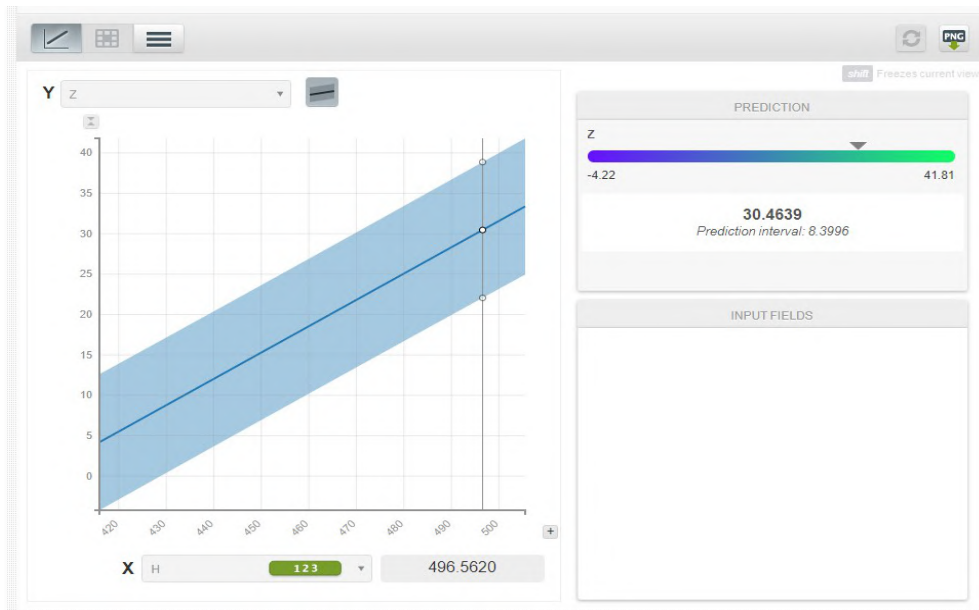 PNG
shift Freezes current view
Y Z
40
35
30
25
20
15
10
5
0
420 430 440 450 460 470 480 490 500
+
X H 123 496.5620
PREDICTION
Z
-4.22 41.81
30.4639
Prediction interval: 8.3996
INPUT FIELDS